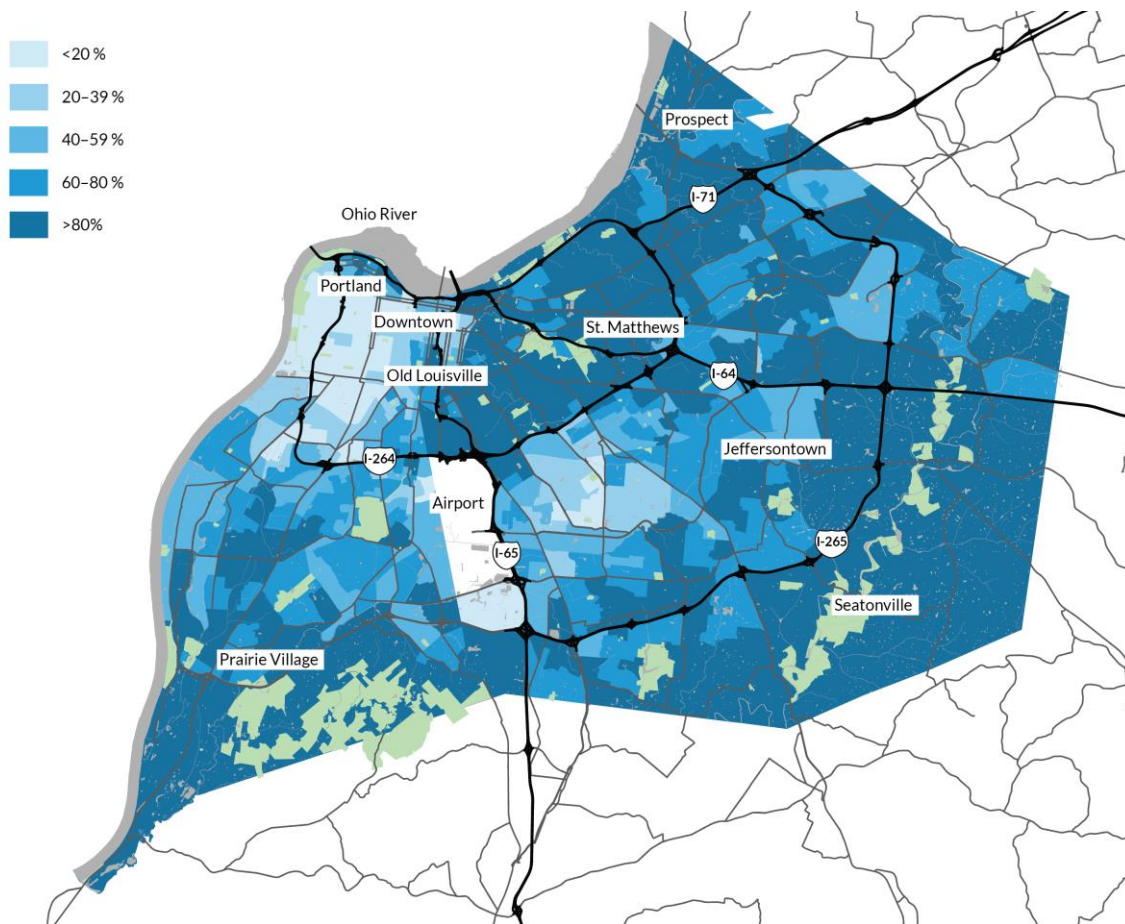 <20 %
20–39 %
40–59 %
60–80 %
>80%
Prospect
I-71
Ohio River
Portland
Downtown
St. Matthews
Old Louisville
I-64
Jeffersontown
I-264
Airport
I-65
I-265
Seatonville
Prairie Village